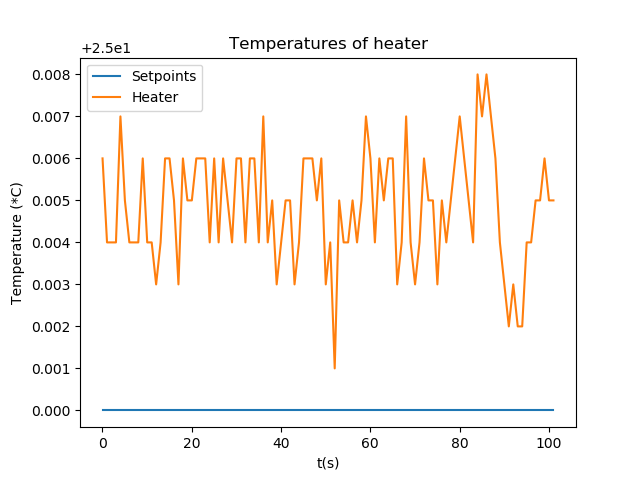 Temperatures of heater
+2.5e1
Setpoints
Heater
0.008
0.007
0.006
0.005
0.004
0.003
0.002
0.001
0.000
Temperature (*C)
0 20 40 60 80 100
t(s)